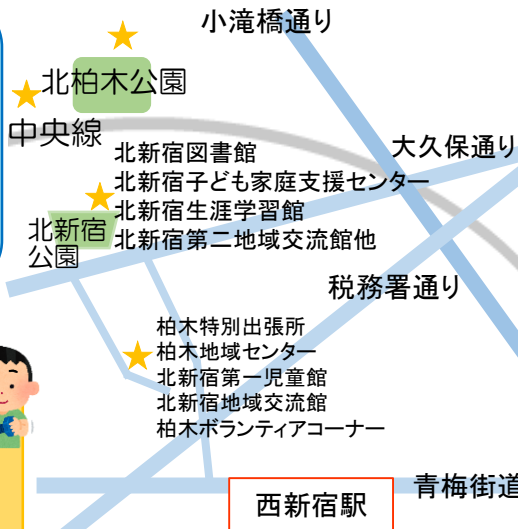 小滝橋通り
北柏木公園
中央線
大久保通り
北新宿図書館
北新宿子ども家庭支援センター
北新宿生涯学習館
北新宿第二地域交流館他
北新宿
公園
税務署通り
柏木特別出張所
柏木地域センター
北新宿第一児童館
北新宿地域交流館
柏木ボランティアコーナー
青梅街道
西新宿駅